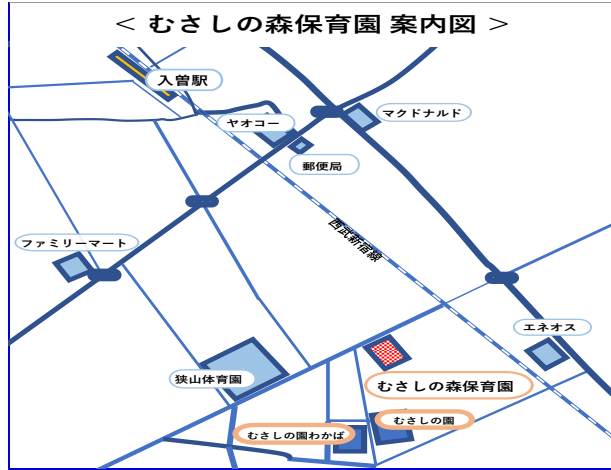 < むさしの森保育園 案内図 >
入曽駅
ヤオコー
マクドナルド
郵便局
西武新宿線
ファミリーマート
エネオス
狭山体育園
むさしの森保育園
むさしの園
むさしの園わかば